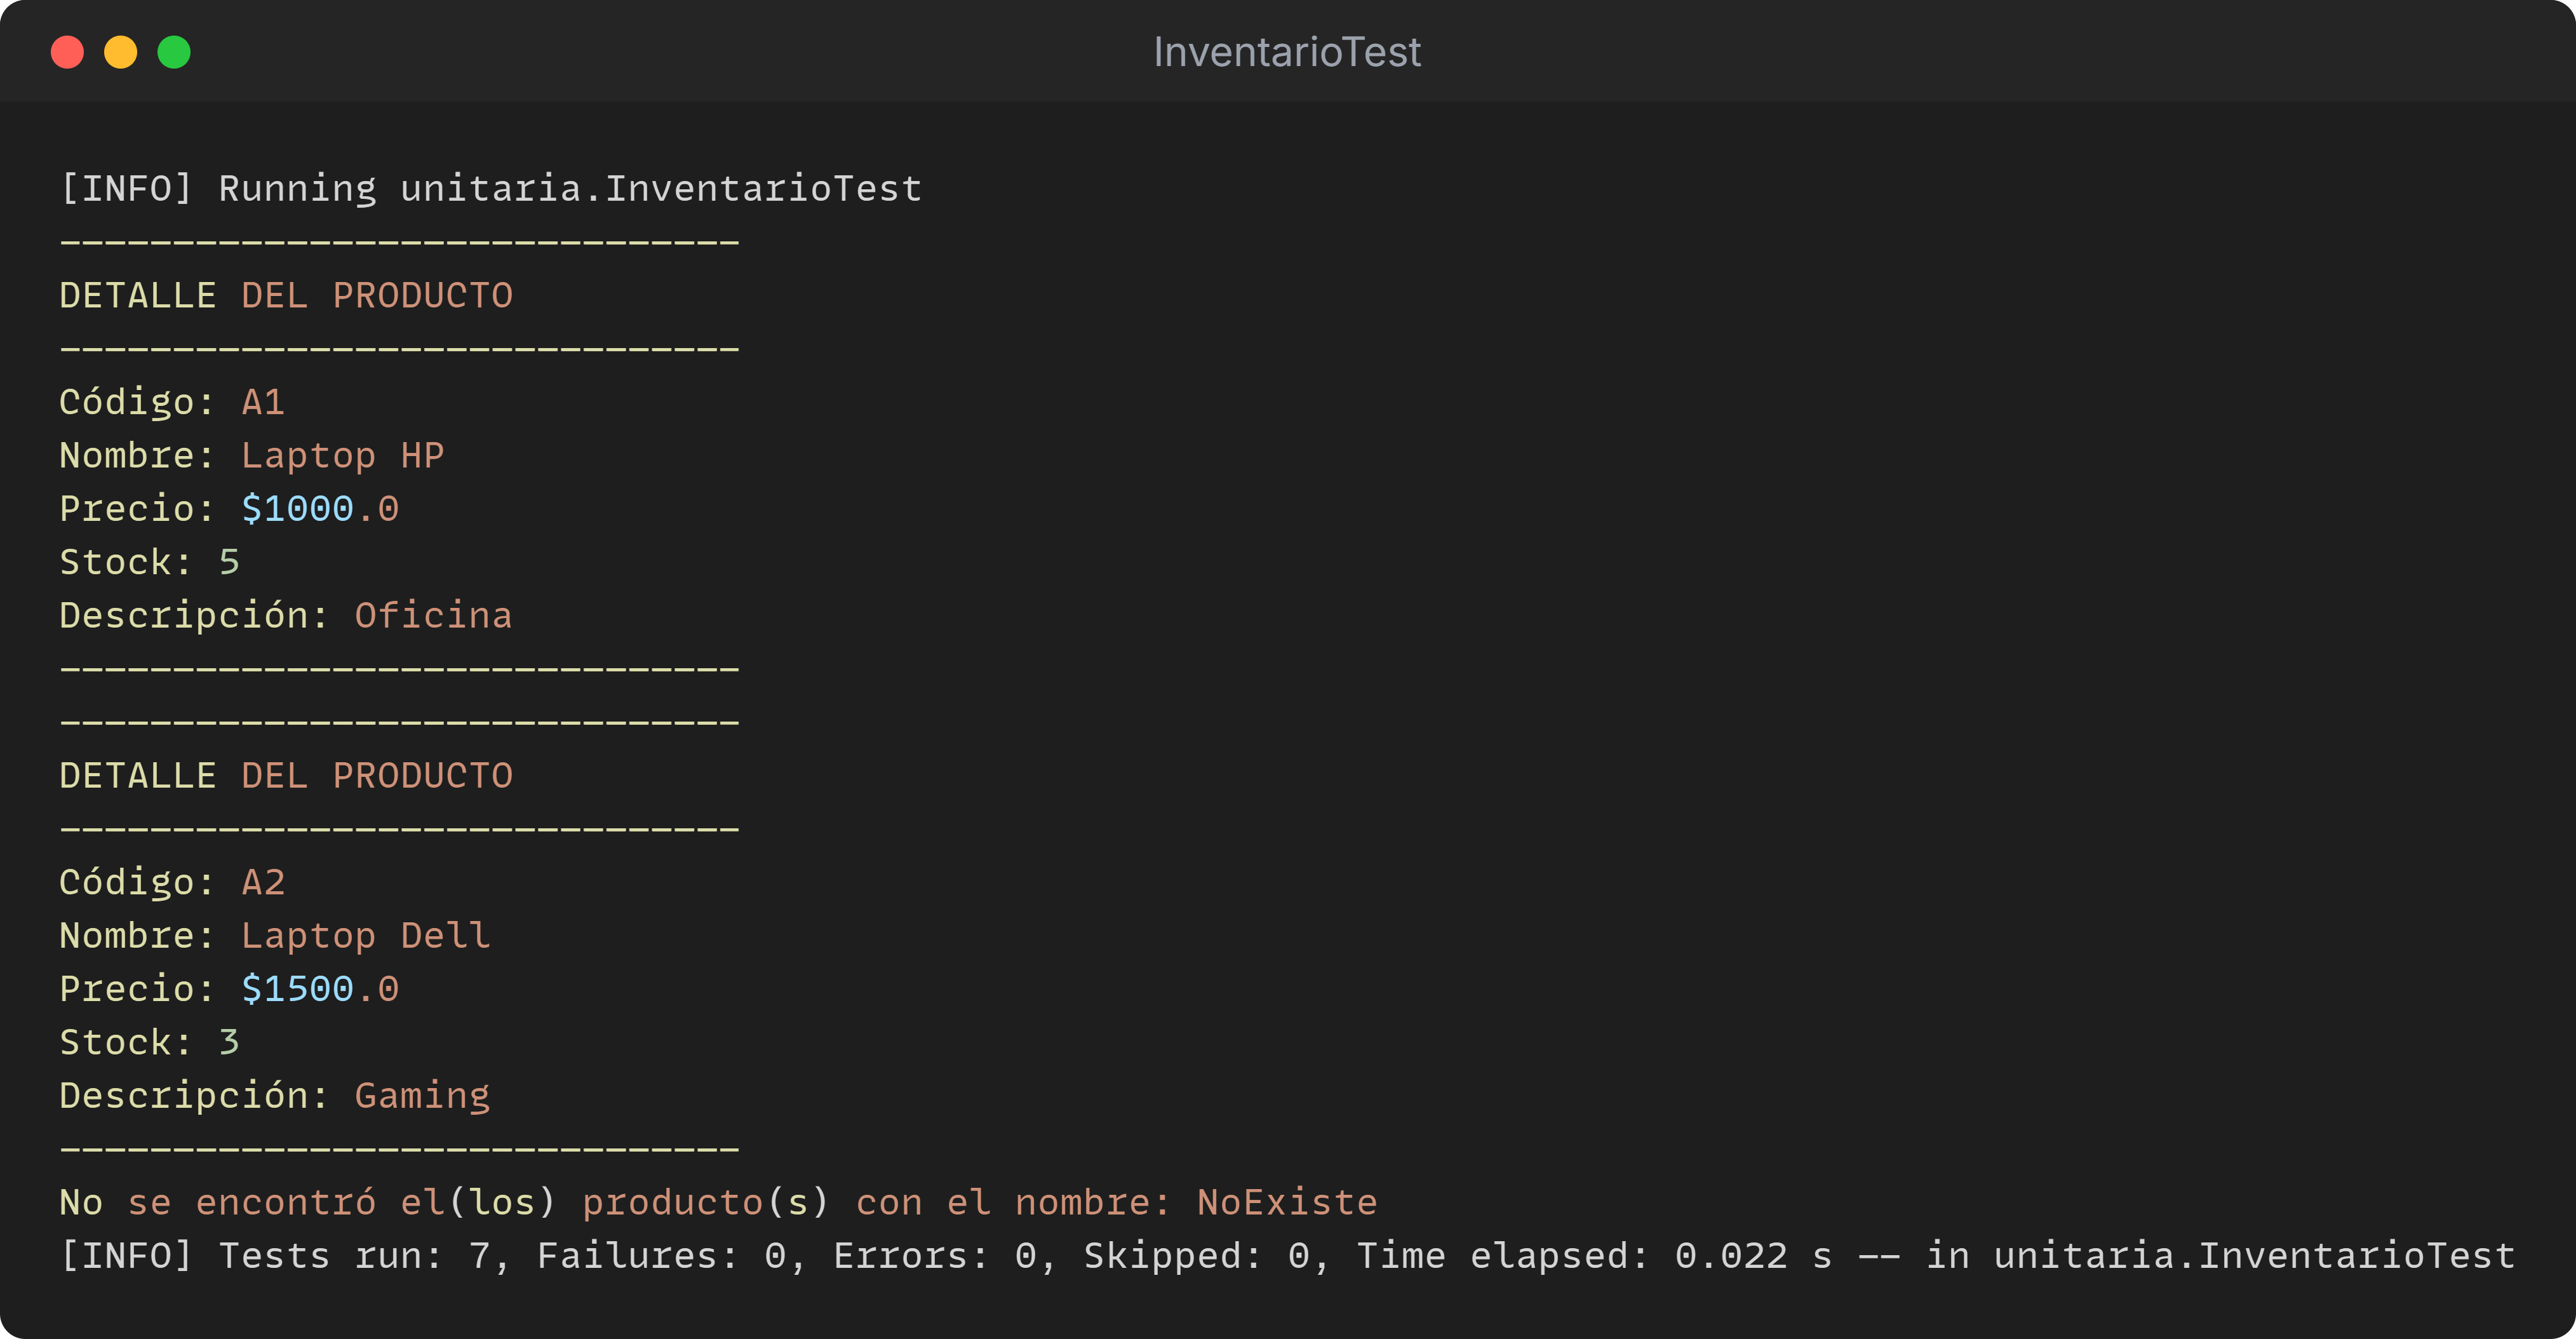 InventarioTest
[INFO] Running unitaria.InventarioTest
------------------------------
DETALLE DEL PRODUCTO
------------------------------
Código: A1
Nombre: Laptop HP
Precio: $1000.0
Stock: 5
Descripción: Oficina
------------------------------
------------------------------
DETALLE DEL PRODUCTO
------------------------------
Código: A2
Nombre: Laptop Dell
Precio: $1500.0
Stock: 3
Descripción: Gaming
------------------------------
No se encontró el(los) producto(s) con el nombre: NoExiste
[INFO] Tests run: 7, Failures: 0, Errors: 0, Skipped: 0, Time elapsed: 0.022 s -- in unitaria.InventarioTest